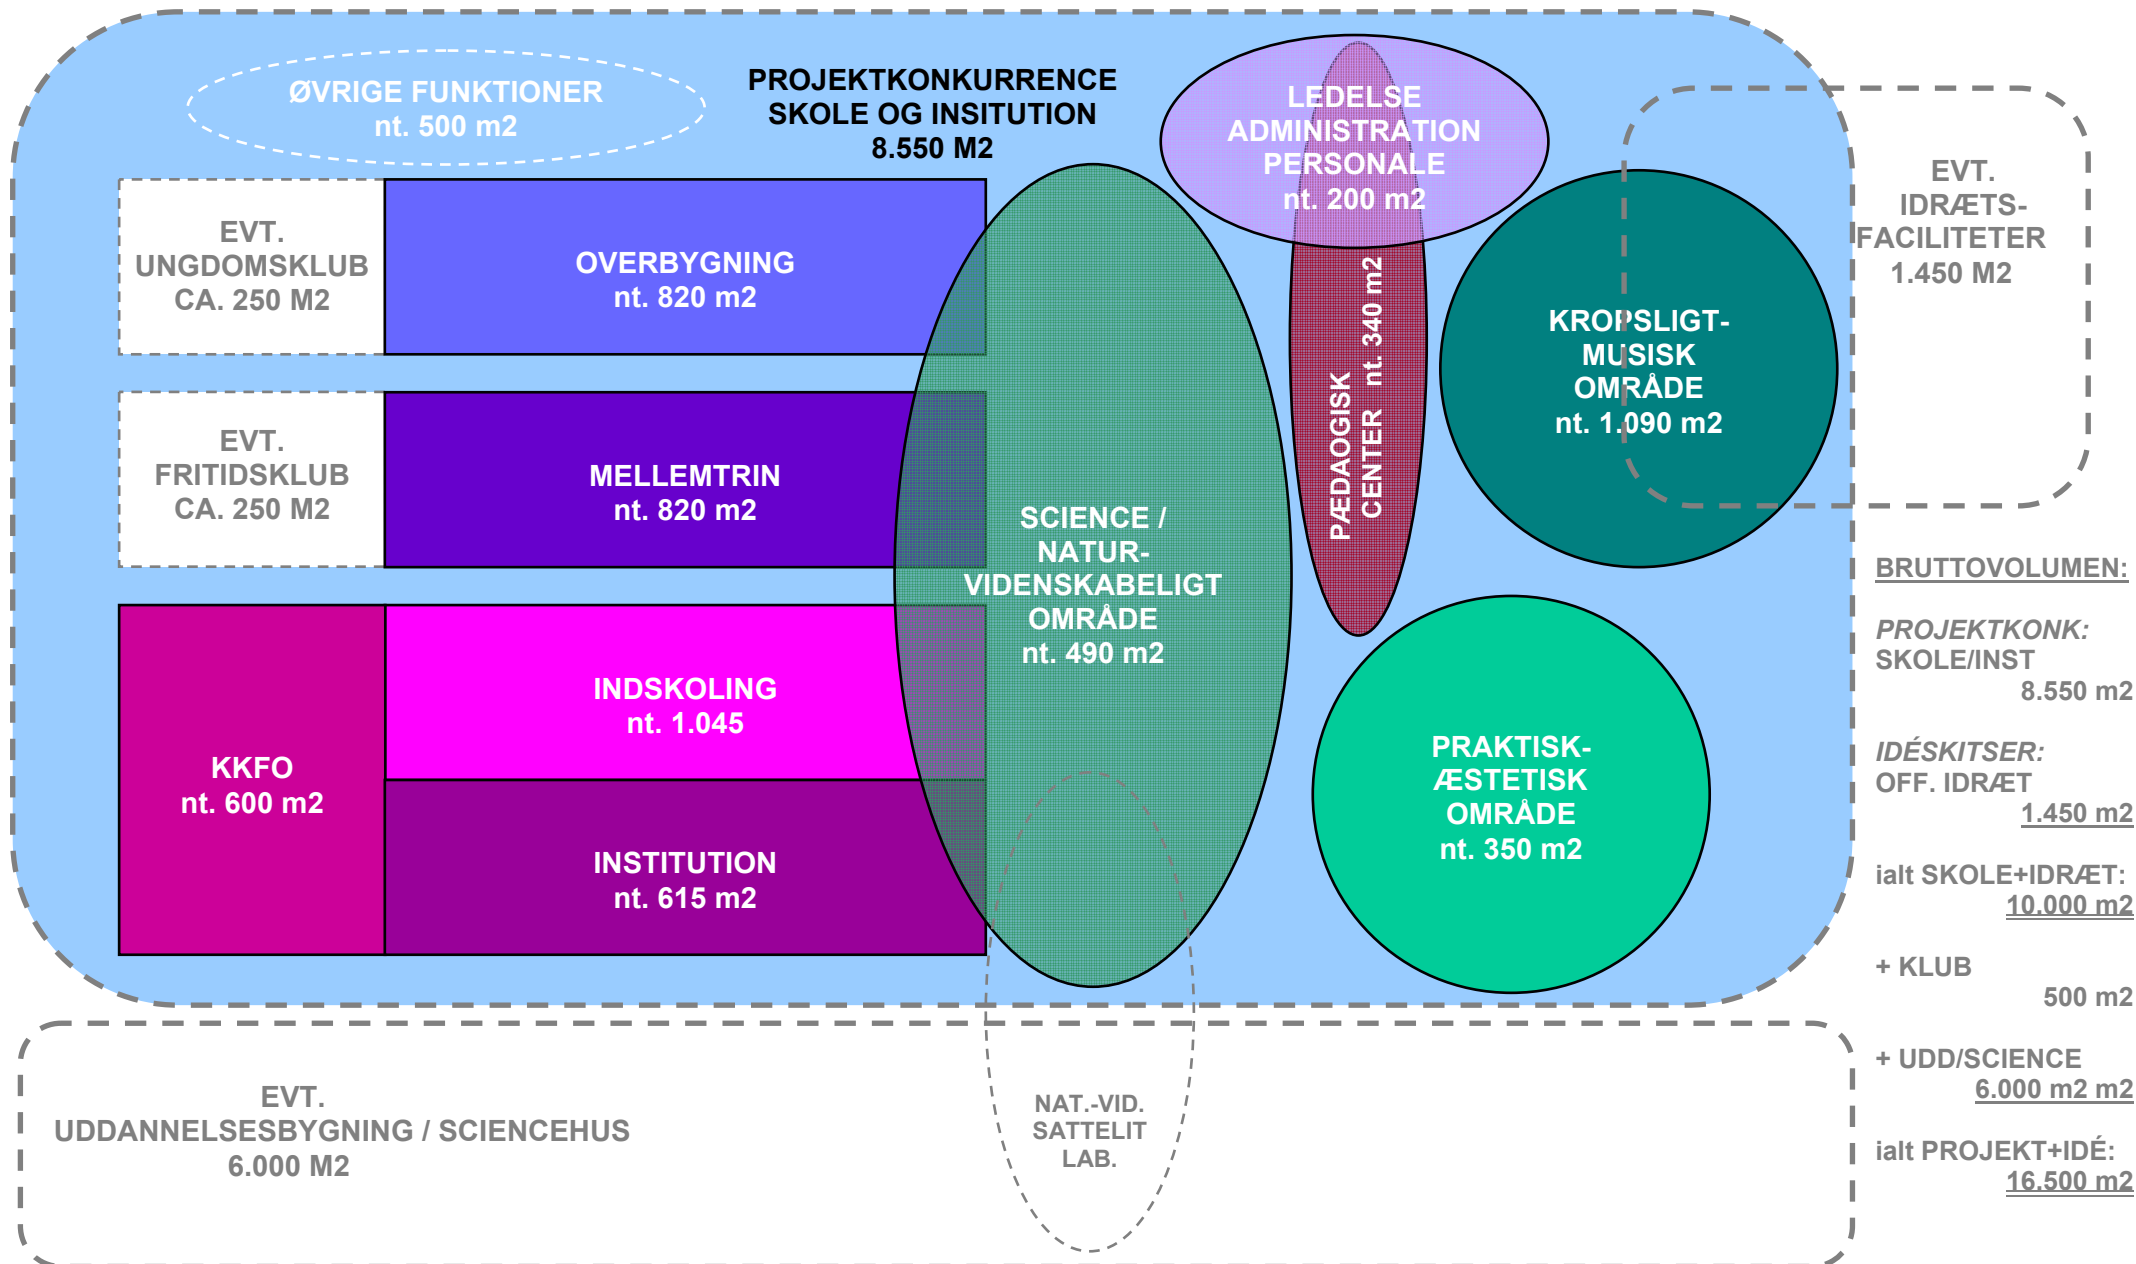 ØVRIGE FUNKTIONER
nt. 500 m2
PROJEKTKONKURRENCE
SKOLE OG INSITUTION
8.550 M2
LEDELSE
ADMINISTRATION
PERSONALE
nt. 200 m2
EVT.
IDRÆTS-
FACILITETER
1.450 M2
EVT.
UNGDOMSKLUB
CA. 250 M2
OVERBYGNING
nt. 820 m2
PÆDAOGISK
CENTER nt. 340 m2
KROPSLIGT-
MUSISK
OMRÅDE
nt. 1.090 m2
EVT.
FRITIDSKLUB
CA. 250 M2
MELLEMTRIN
nt. 820 m2
SCIENCE /
NATUR-
VIDENSKABELIGT
OMRÅDE
nt. 490 m2
KKFO
nt. 600 m2
INDSKOLING
nt. 1.045
INSTITUTION
nt. 615 m2
PRAKTISK-
ÆSTETISK
OMRÅDE
nt. 350 m2
BRUTTOVOLUMEN:
PROJEKTKONK:
SKOLE/INST
8.550 m2
IDÉSKITSER:
OFF. IDRÆT
1.450 m2
ialt SKOLE+IDRÆT:
10.000 m2
+ KLUB
500 m2
+ UDD/SCIENCE
6.000 m2 m2
ialt PROJEKT+IDÉ:
16.500 m2
EVT.
UDDANNELSESBYGNING / SCIENCEHUS
6.000 M2
NAT.-VID.
SATTELIT
LAB.